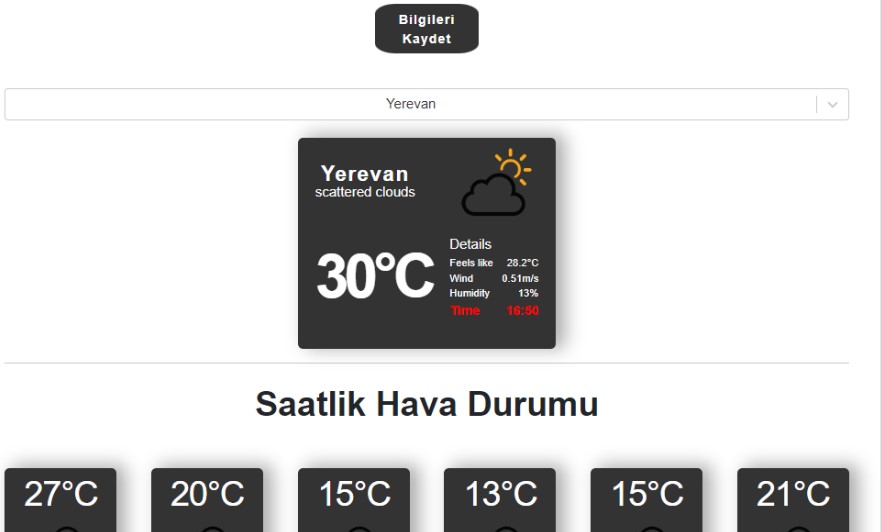 Bilgileri
Kaydet
Yerevan
Yerevan
scattered clouds
30°C
Details
Feels like 28.2°C
Wind 0.51m/s
Humidity 13%
Time 16:50
Saatlik Hava Durumu
27°C 20°C 15°C 13°C 15°C 21°C